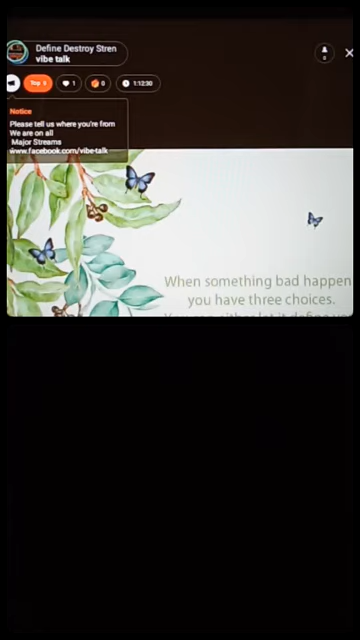 Define Destroy Stren
vibe talk
0
Top 9
1
0
1:12:30
Notice
Please tell us where you're from
We are on all
Major Streams
www.facebook.com/vibe-talk
When something bad happen
you have three choices.